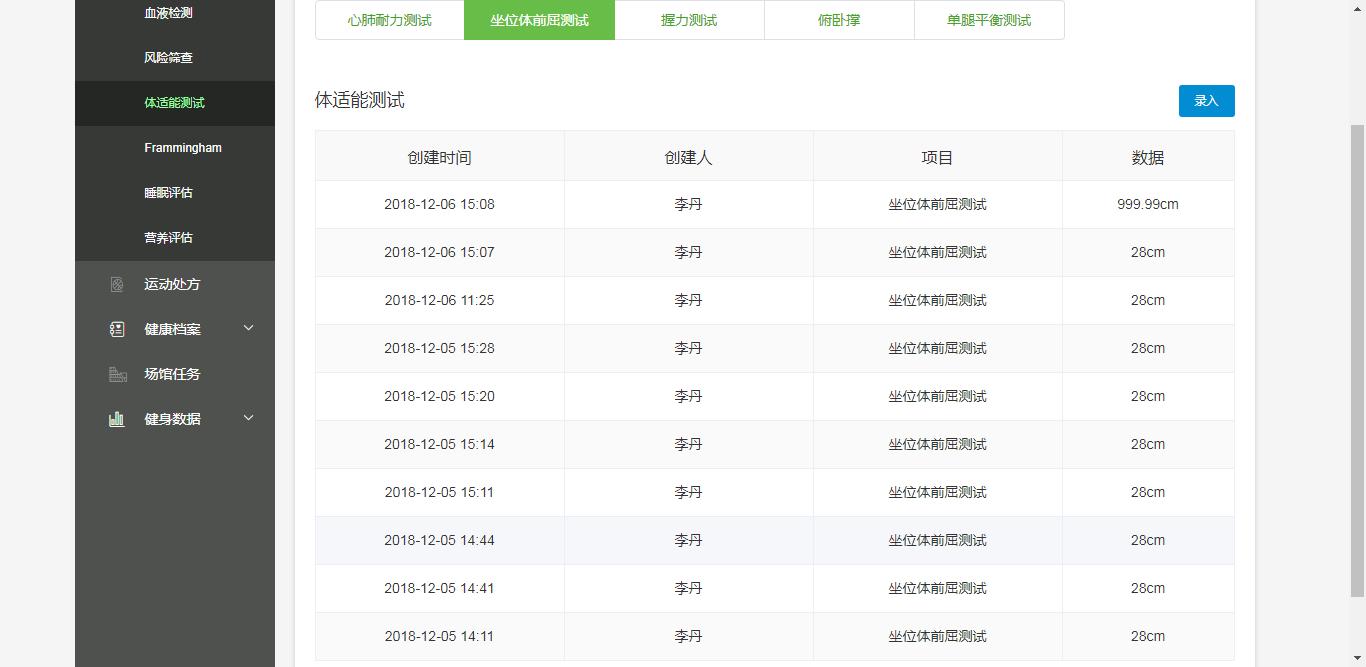 血液检测
风险筛查
体适能测试
Frammingham
睡眠评估
营养评估
运动处方
健康档案
场馆任务
健身数据
心肺耐力测试 坐位体前屈测试 握力测试 俯卧撑 单腿平衡测试
体适能测试 录入
创建时间 创建人 项目 数据
2018-12-06 15:08 李丹 坐位体前屈测试 999.99cm
2018-12-06 15:07 李丹 坐位体前屈测试 28cm
2018-12-06 11:25 李丹 坐位体前屈测试 28cm
2018-12-05 15:28 李丹 坐位体前屈测试 28cm
2018-12-05 15:20 李丹 坐位体前屈测试 28cm
2018-12-05 15:14 李丹 坐位体前屈测试 28cm
2018-12-05 15:11 李丹 坐位体前屈测试 28cm
2018-12-05 14:44 李丹 坐位体前屈测试 28cm
2018-12-05 14:41 李丹 坐位体前屈测试 28cm
2018-12-05 14:11 李丹 坐位体前屈测试 28cm